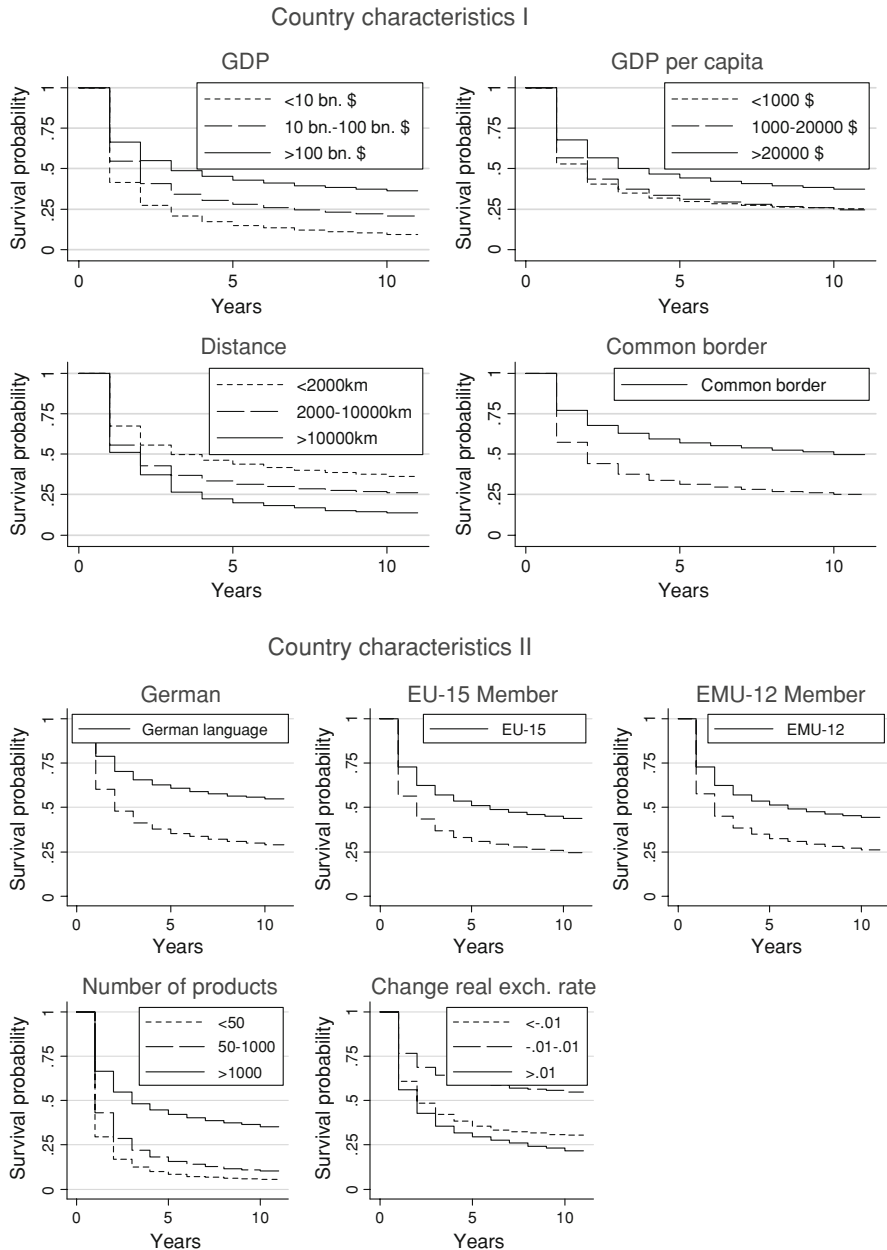 Country characteristics I
GDP
Survival probability
1
.75
.5
.25
0
<10 bn. $
10 bn.-100 bn. $
>100 bn. $
0 5 10
Years
GDP per capita
Survival probability
1
.75
.5
.25
0
<1000 $
1000-20000 $
>20000 $
0 5 10
Years
Distance
Survival probability
1
.75
.5
.25
0
<2000km
2000-10000km
>10000km
0 5 10
Years
Common border
Survival probability
1
.75
.5
.25
0
Common border
0 5 10
Years
Country characteristics II
German
Survival probability
1
.75
.5
.25
0
German language
0 5 10
Years
EU-15 Member
Survival probability
1
.75
.5
.25
0
EU-15
0 5 10
Years
EMU-12 Member
Survival probability
1
.75
.5
.25
0
EMU-12
0 5 10
Years
Number of products
Survival probability
1
.75
.5
.25
0
<50
50-1000
>1000
0 5 10
Years
Change real exch. rate
Survival probability
1
.75
.5
.25
0
<-.01
-.01-.01
>.01
0 5 10
Years